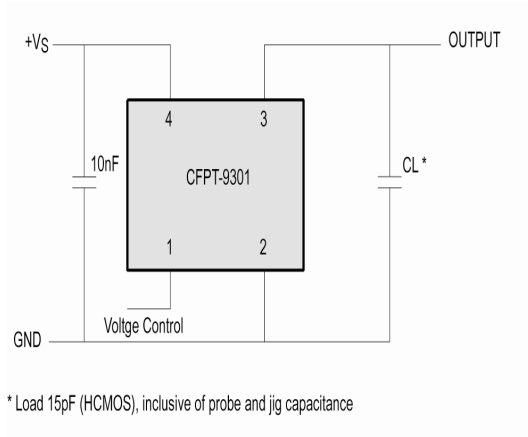 +VS
OUTPUT
4
3
10nF
CFPT-9301
CL *
1
2
Voltge Control
GND
* Load 15pF (HCMOS), inclusive of probe and jig capacitance